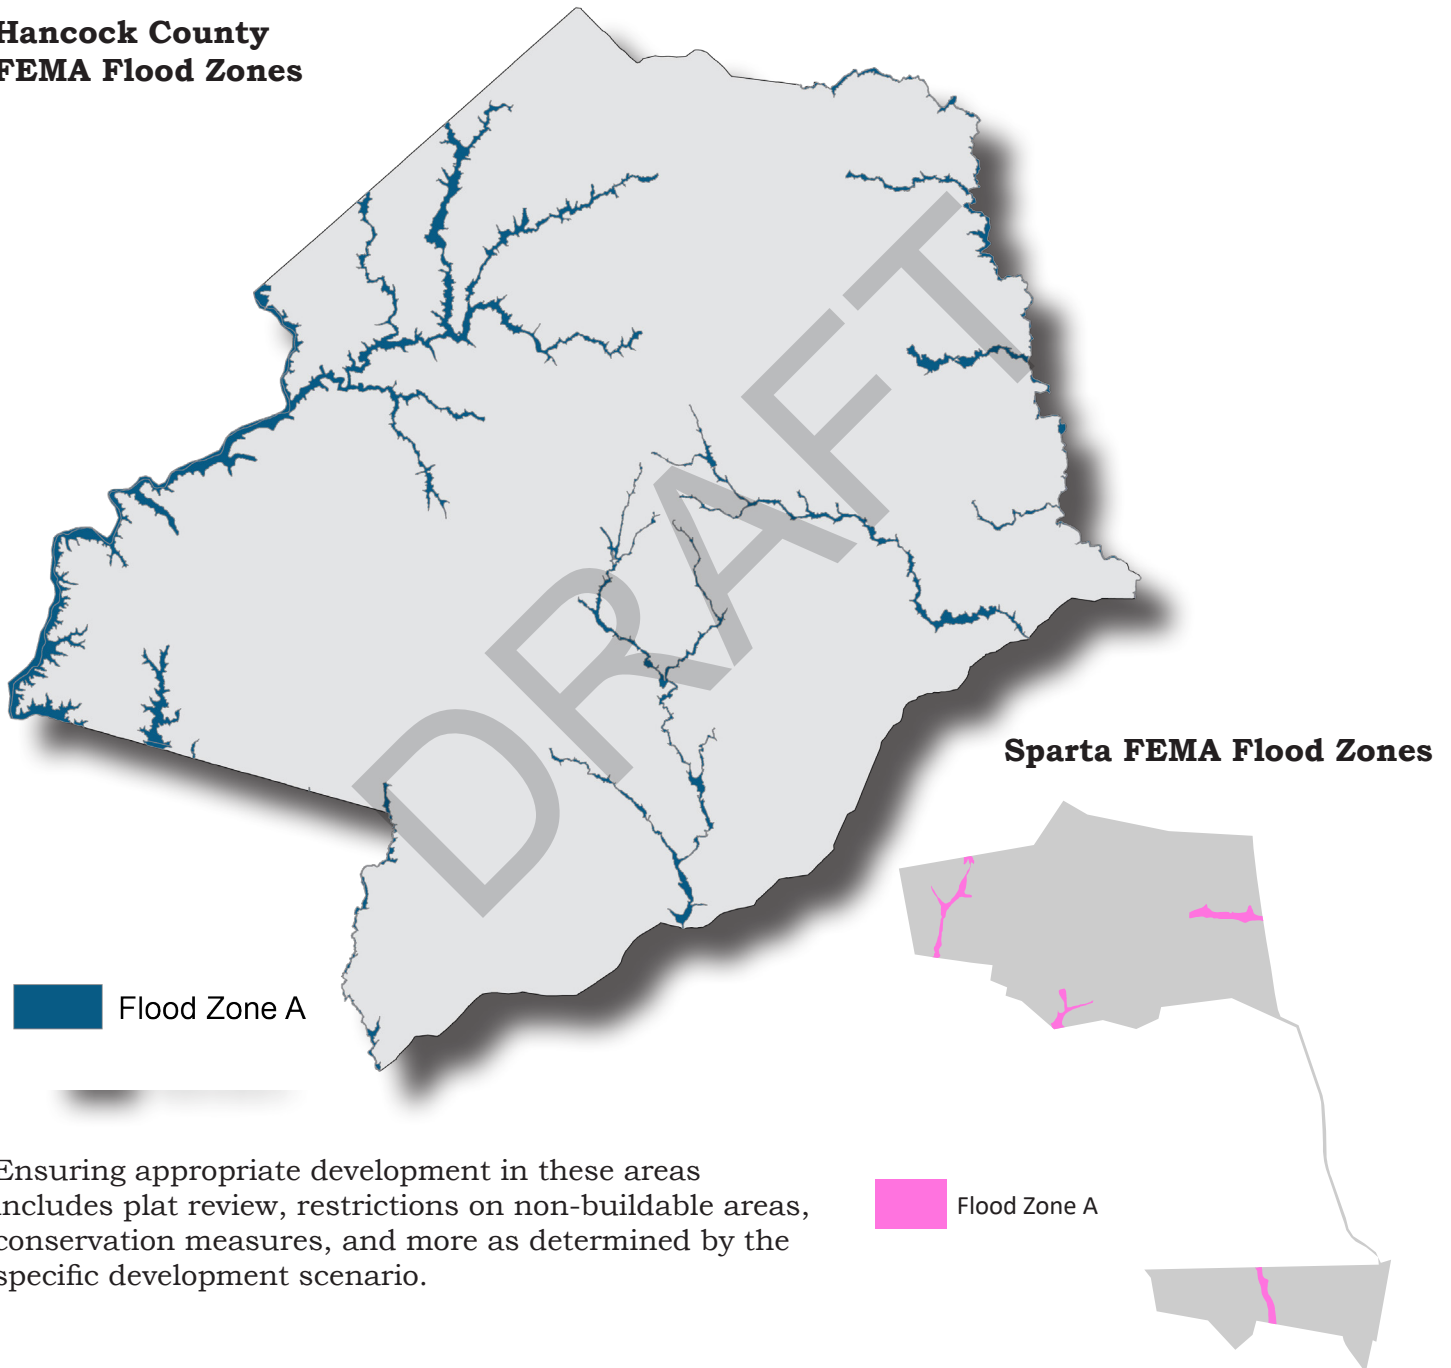 Hancock County
FEMA Flood Zones
DRAFT
Sparta FEMA Flood Zones
Flood Zone A
Ensuring appropriate development in these areas
includes plat review, restrictions on non-buildable areas,
conservation measures, and more as determined by the
specific development scenario.
Flood Zone A